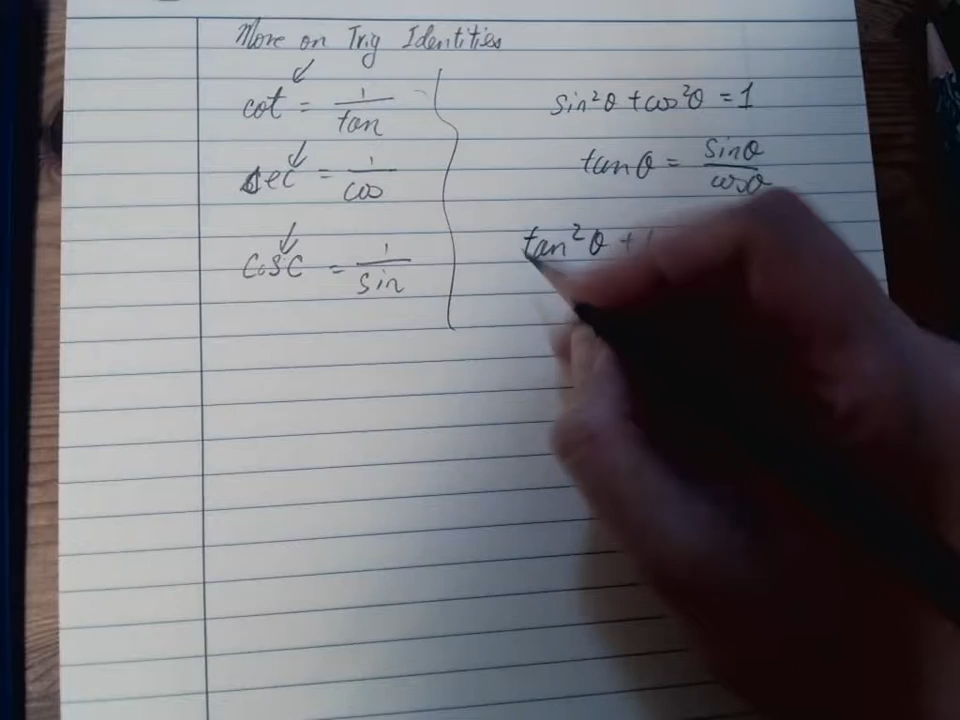 More on Trig Identities
cot = 1/tan
sec = 1/cos
cosc = 1/sin
sin²θ + cos²θ = 1
tanθ = sinθ/cosθ
tan²θ +